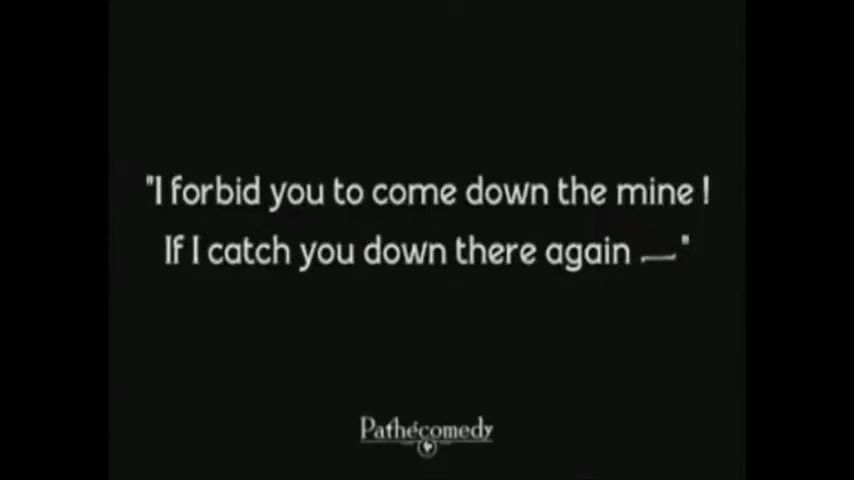 "I forbid you to come down the mine !
If I catch you down there again —"
Pathécomedy